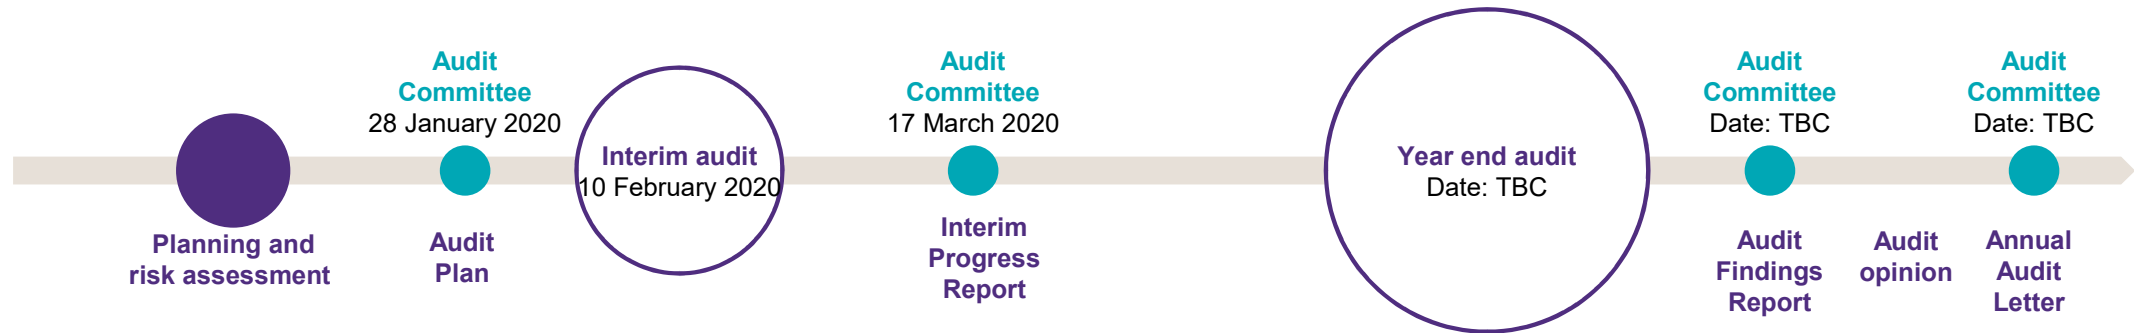 Planning and
risk assessment
Audit
Committee
28 January 2020
Audit
Plan
Interim audit
10 February 2020
Audit
Committee
17 March 2020
Interim
Progress
Report
Year end audit
Date: TBC
Audit
Committee
Date: TBC
Audit
Findings
Report
Audit
opinion
Audit
Committee
Date: TBC
Annual
Audit
Letter